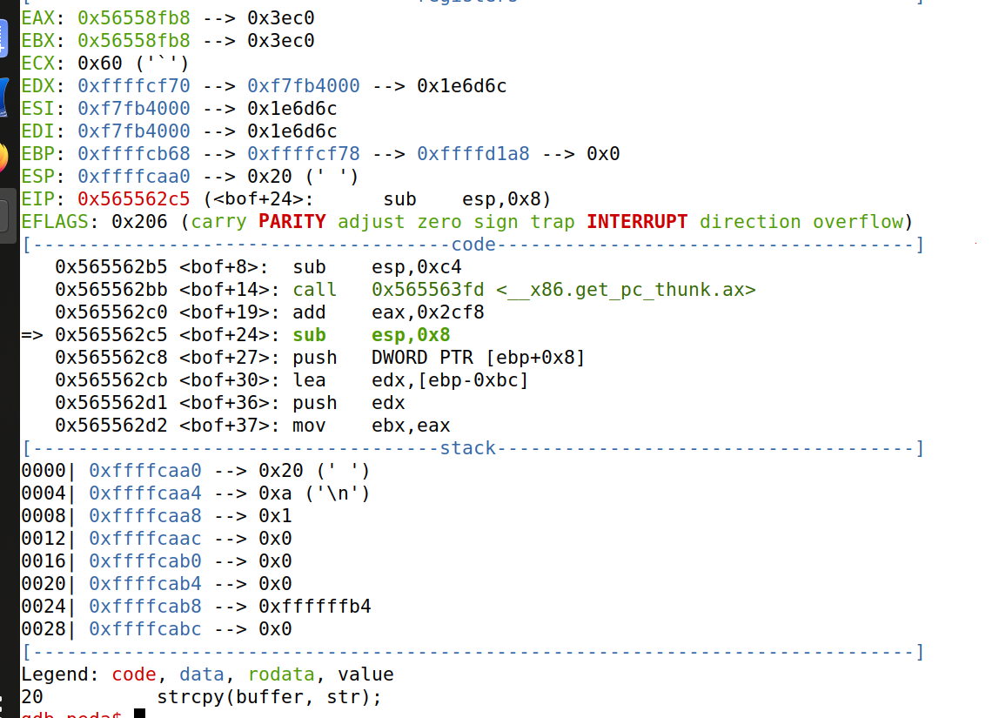 [-----------------------------------registers-----------------------------------]
EAX: 0x56558fb8 --> 0x3ec0
EBX: 0x56558fb8 --> 0x3ec0
ECX: 0x60 ('`')
EDX: 0xffffcf70 --> 0xf7fb4000 --> 0x1e6d6c
ESI: 0xf7fb4000 --> 0x1e6d6c
EDI: 0xf7fb4000 --> 0x1e6d6c
EBP: 0xffffcb68 --> 0xffffcf78 --> 0xffffd1a8 --> 0x0
ESP: 0xffffcaa0 --> 0x20 (' ')
EIP: 0x565562c5 (<bof+24>:      sub    esp,0x8)
EFLAGS: 0x206 (carry PARITY adjust zero sign trap INTERRUPT direction overflow)
[-------------------------------------code-------------------------------------]
   0x565562b5 <bof+8>:  sub    esp,0xc4
   0x565562bb <bof+14>: call   0x565563fd <__x86.get_pc_thunk.ax>
   0x565562c0 <bof+19>: add    eax,0x2cf8
=> 0x565562c5 <bof+24>: sub    esp,0x8
   0x565562c8 <bof+27>: push   DWORD PTR [ebp+0x8]
   0x565562cb <bof+30>: lea    edx,[ebp-0xbc]
   0x565562d1 <bof+36>: push   edx
   0x565562d2 <bof+37>: mov    ebx,eax
[------------------------------------stack-------------------------------------]
0000| 0xffffcaa0 --> 0x20 (' ')
0004| 0xffffcaa4 --> 0xa ('\n')
0008| 0xffffcaa8 --> 0x1
0012| 0xffffcaac --> 0x0
0016| 0xffffcab0 --> 0x0
0020| 0xffffcab4 --> 0x0
0024| 0xffffcab8 --> 0xffffffb4
0028| 0xffffcabc --> 0x0
[------------------------------------------------------------------------------]
Legend: code, data, rodata, value
20          strcpy(buffer, str);
gdb-peda$